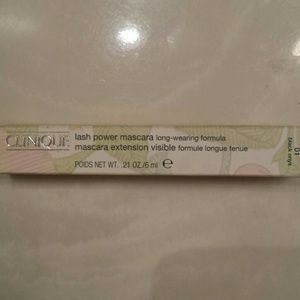 CLINIQUE
lash power mascara long-wearing formula
mascara extension visible formule longue tenue
POIDS NET WT. .21 OZ./6 ml e
01
black onyx